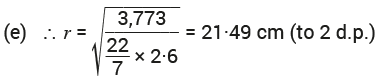 (e) ∴ r = √(3,773 / (22/7 × 2·6)) = 21·49 cm (to 2 d.p.)